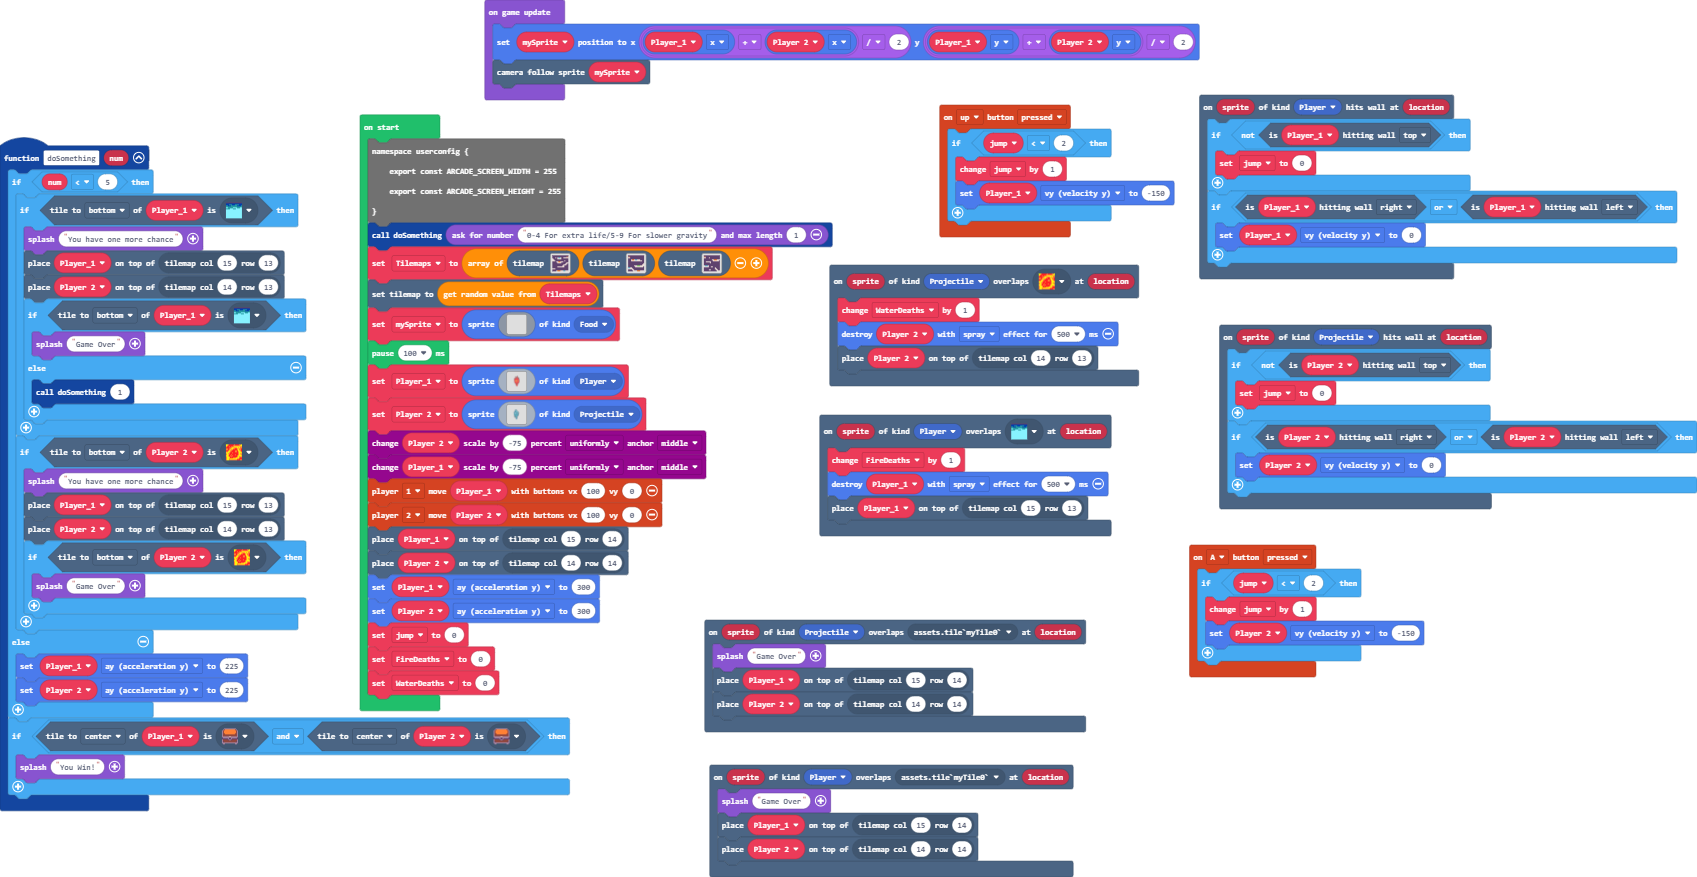 on game update
set mySprite position to x Player_1 x ÷ Player 2 x / 2 y Player_1 y ÷ Player 2 y / 2
camera follow sprite mySprite
function doSomething num
if num < 5 then
if tile to bottom of Player_1 is then
splash "You have one more chance"
place Player_1 on top of tilemap col 15 row 13
place Player 2 on top of tilemap col 14 row 13
if tile to bottom of Player_1 is then
splash "Game Over"
else
call doSomething 1
if tile to bottom of Player 2 is then
splash "You have one more chance"
place Player_1 on top of tilemap col 15 row 13
place Player 2 on top of tilemap col 14 row 13
if tile to bottom of Player 2 is then
splash "Game Over"
else
set Player_1 ay (acceleration y) to 225
set Player 2 ay (acceleration y) to 225
if tile to center of Player_1 is and tile to center of Player 2 is then
splash "You Win!"
on start
namespace userconfig {
export const ARCADE_SCREEN_WIDTH = 255
export const ARCADE_SCREEN_HEIGHT = 255
}
call doSomething ask for number "0-4 For extra life/5-9 For slower gravity" and max length 1
set Tilemaps to array of tilemap tilemap tilemap
set tilemap to get random value from Tilemaps
set mySprite to sprite of kind Food
pause 100 ms
set Player_1 to sprite of kind Player
set Player 2 to sprite of kind Projectile
change Player 2 scale by -75 percent uniformly anchor middle
change Player_1 scale by -75 percent uniformly anchor middle
player 1 move Player_1 with buttons vx 100 vy 0
player 2 move Player 2 with buttons vx 100 vy 0
place Player_1 on top of tilemap col 15 row 14
place Player 2 on top of tilemap col 14 row 14
set Player_1 ay (acceleration y) to 300
set Player 2 ay (acceleration y) to 300
set jump to 0
set FireDeaths to 0
set WaterDeaths to 0
on up button pressed
if jump < 2 then
change jump by 1
set Player_1 vy (velocity y) to -150
on sprite of kind Projectile overlaps at location
change WaterDeaths by 1
destroy Player 2 with spray effect for 500 ms
place Player 2 on top of tilemap col 14 row 13
on sprite of kind Player overlaps at location
change FireDeaths by 1
destroy Player_1 with spray effect for 500 ms
place Player_1 on top of tilemap col 15 row 13
on sprite of kind Projectile overlaps assets.tile`myTile0` at location
splash "Game Over"
place Player_1 on top of tilemap col 15 row 14
place Player 2 on top of tilemap col 14 row 14
on sprite of kind Player overlaps assets.tile`myTile0` at location
splash "Game Over"
place Player_1 on top of tilemap col 15 row 14
place Player 2 on top of tilemap col 14 row 14
on sprite of kind Player hits wall at location
if not is Player_1 hitting wall top then
set jump to 0
if is Player_1 hitting wall right or is Player_1 hitting wall left then
set Player_1 vy (velocity y) to 0
on sprite of kind Projectile hits wall at location
if not is Player 2 hitting wall top then
set jump to 0
if is Player 2 hitting wall right or is Player 2 hitting wall left then
set Player 2 vy (velocity y) to 0
on A button pressed
if jump < 2 then
change jump by 1
set Player 2 vy (velocity y) to -150